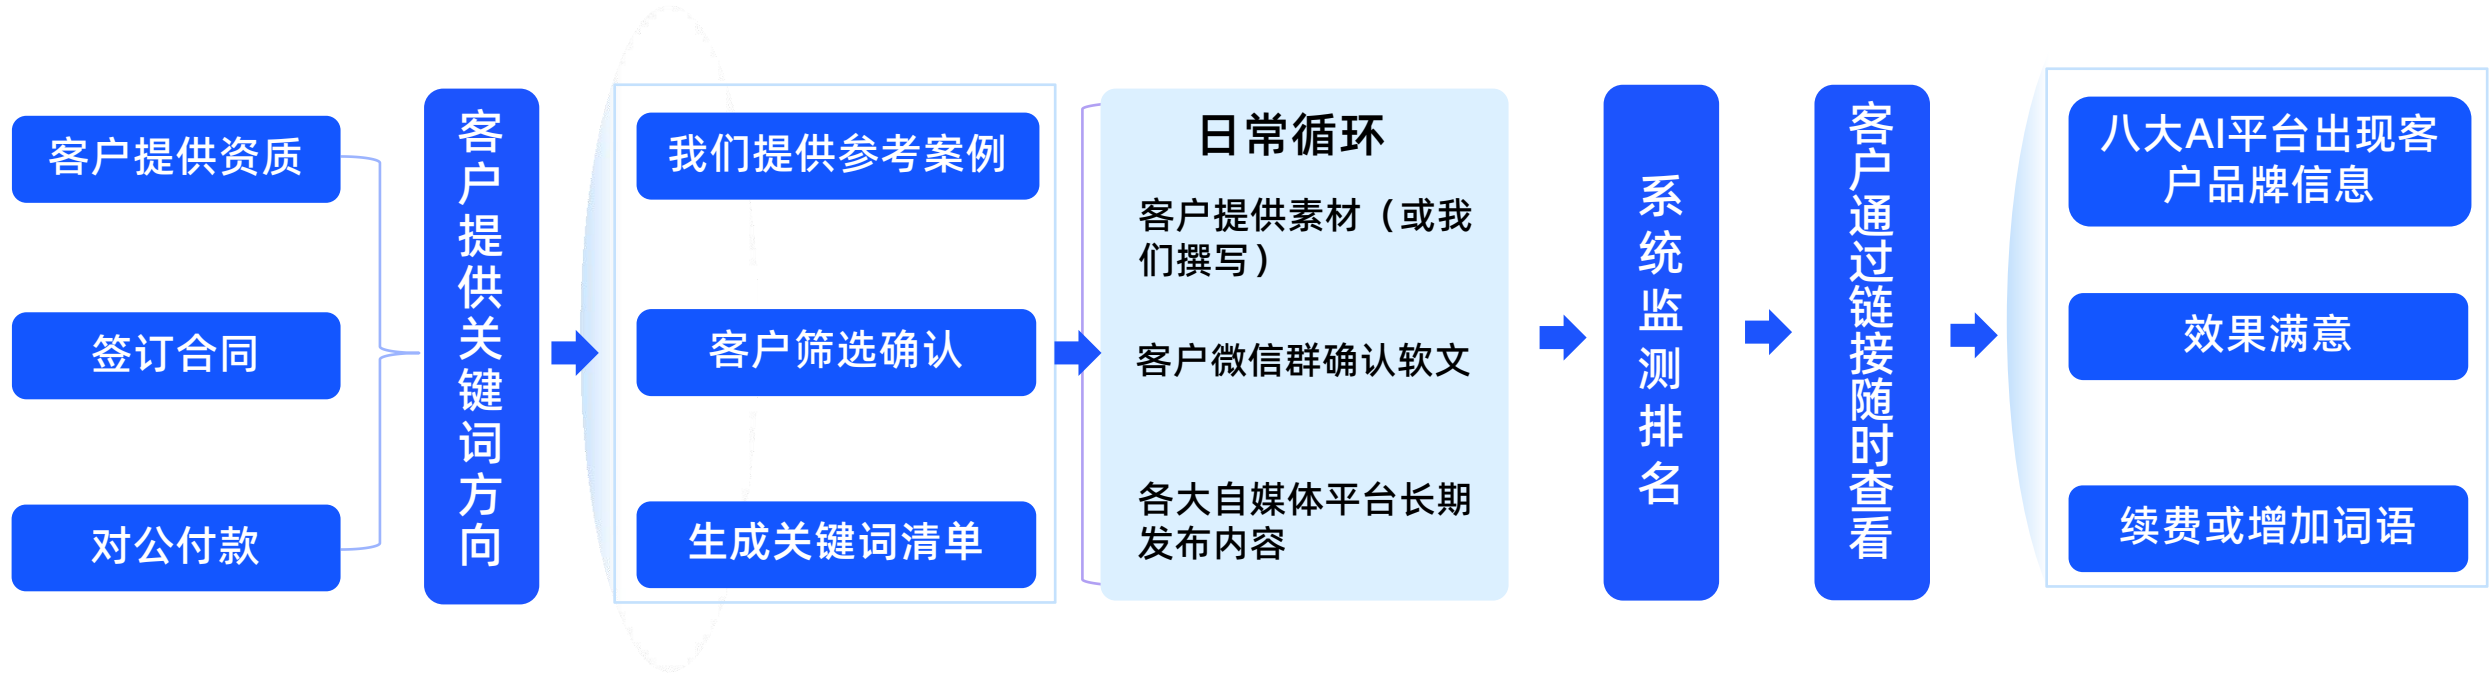 客户提供资质
签订合同
对公付款
客户提供关键词方向
我们提供参考案例
客户筛选确认
生成关键词清单
日常循环
客户提供素材（或我
们撰写）
客户微信群确认软文
各大自媒体平台长期
发布内容
系统监测排名
客户通过链接随时查看
八大AI平台出现客
户品牌信息
效果满意
续费或增加词语